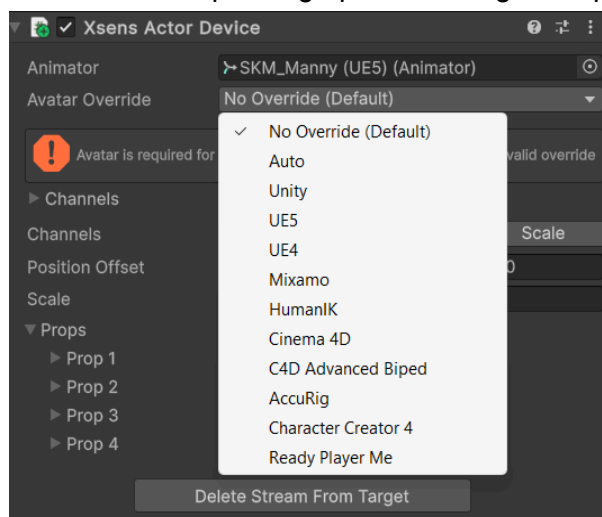 Xsens Actor Device
Animator SKM_Manny (UE5) (Animator)
Avatar Override No Override (Default)
No Override (Default)
Avatar is required for valid override
Auto
Unity
Channels
UE5
Channels Scale
UE4
Position Offset 0
Mixamo
Scale
HumanIK
Props
Cinema 4D
Prop 1
C4D Advanced Biped
Prop 2
AccuRig
Prop 3
Character Creator 4
Prop 4
Ready Player Me
Delete Stream From Target